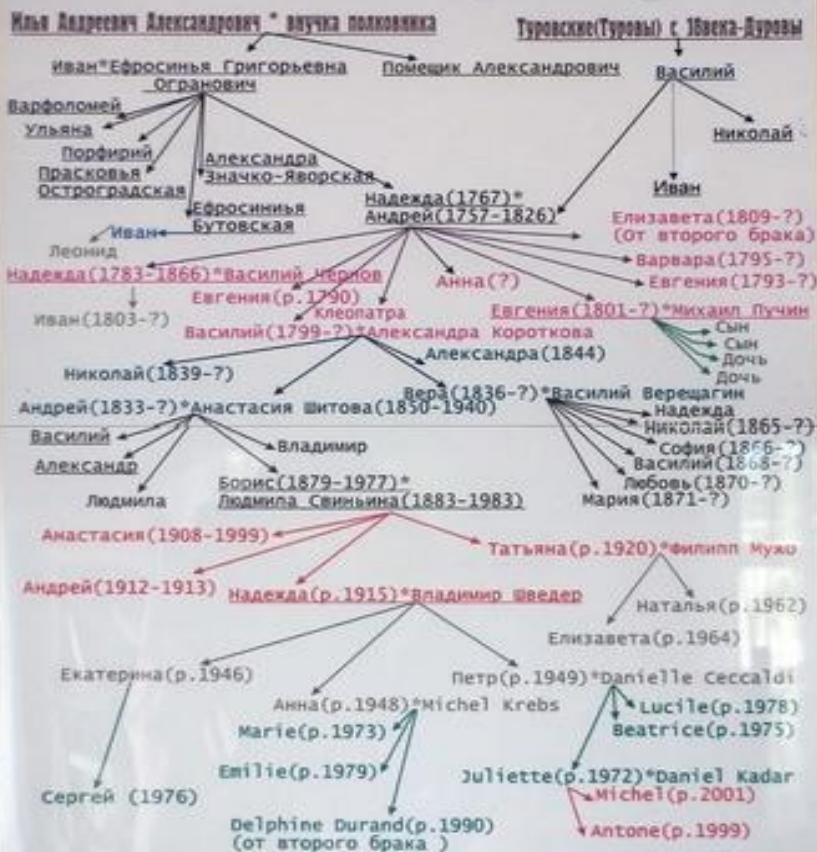 Илья Андреевич Александрович * внучка полковника
Туровские(Туровы) с 18века-Дуровы
Иван*Ефросинья Григорьевна
Огранович
Помещик Александрович
Василий
Варфоломей
Ульяна
Николай
Порфирий
Прасковья
Остроградская
Александра
Значко-Яворская
Иван
Надежда(1767)*
Андрей(1757-1826)
Ефросиниья
Бутовская
Иван
Леонид
Елизавета(1809-?)
(От второго брака)
Варвара(1795-?)
Евгения(1793-?)
Надежда(1783-1866)*Василий Чернов
Анна(?)
Евгения(р.1790)
Клеопатра
Евгения(1801-?)*Михаил Пучин
Иван(1803-?)
Василий(1799-?)*Александра Короткова
Сын
Сын
Дочь
Дочь
Александра(1844)
Николай(1839-?)
Вера(1836-?)*Василий Верещагин
Андрей(1833-?)*Анастасия Шитова(1850-1940)
Надежда
Николай(1865-?)
София(1866-?)
Василий(1868-?)
Любовь(1870-?)
Мария(1871-?)
Василий
Владимир
Александр
Людмила
Борис(1879-1977)*
Людмила Свиньина(1883-1983)
Анастасия(1908-1999)
Татьяна(р.1920)*Филипп Мужо
Андрей(1912-1913)
Надежда(р.1915)*Владимир Шведер
Наталья(р.1962)
Елизавета(р.1964)
Екатерина(р.1946)
Петр(р.1949)*Danielle Ceccaldi
Анна(р.1948)*Michel Krebs
Lucile(р.1978)
Marie(р.1973)
Beatrice(р.1975)
Emilie(р.1979)
Juliette(р.1972)*Daniel Kadar
Сергей (1976)
Michel(р.2001)
Delphine Durand(р.1990)
(от второго брака )
Antone(р.1999)